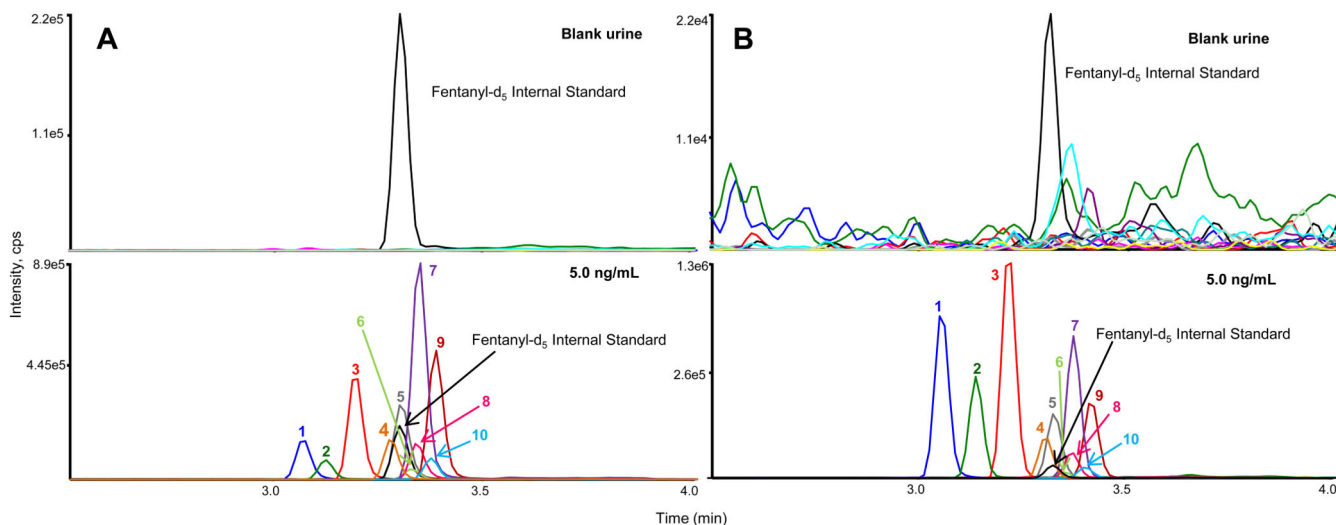 A
2.2e5
Blank urine
Fentanyl-d₅ Internal Standard
1.1e5
8.9e5
5.0 ng/mL
7
6
Fentanyl-d₅ Internal Standard
9
4.45e5
3
5
8
4
1
10
2
3.0
3.5
4.0
B
2.2e4
Blank urine
Fentanyl-d₅ Internal Standard
1.1e4
1.3e6
5.0 ng/mL
3
1
7
Fentanyl-d₅ Internal Standard
2.6e5
2
6
9
5
8
4
10
3.0
3.5
4.0
Intensity, cps
Time (min)